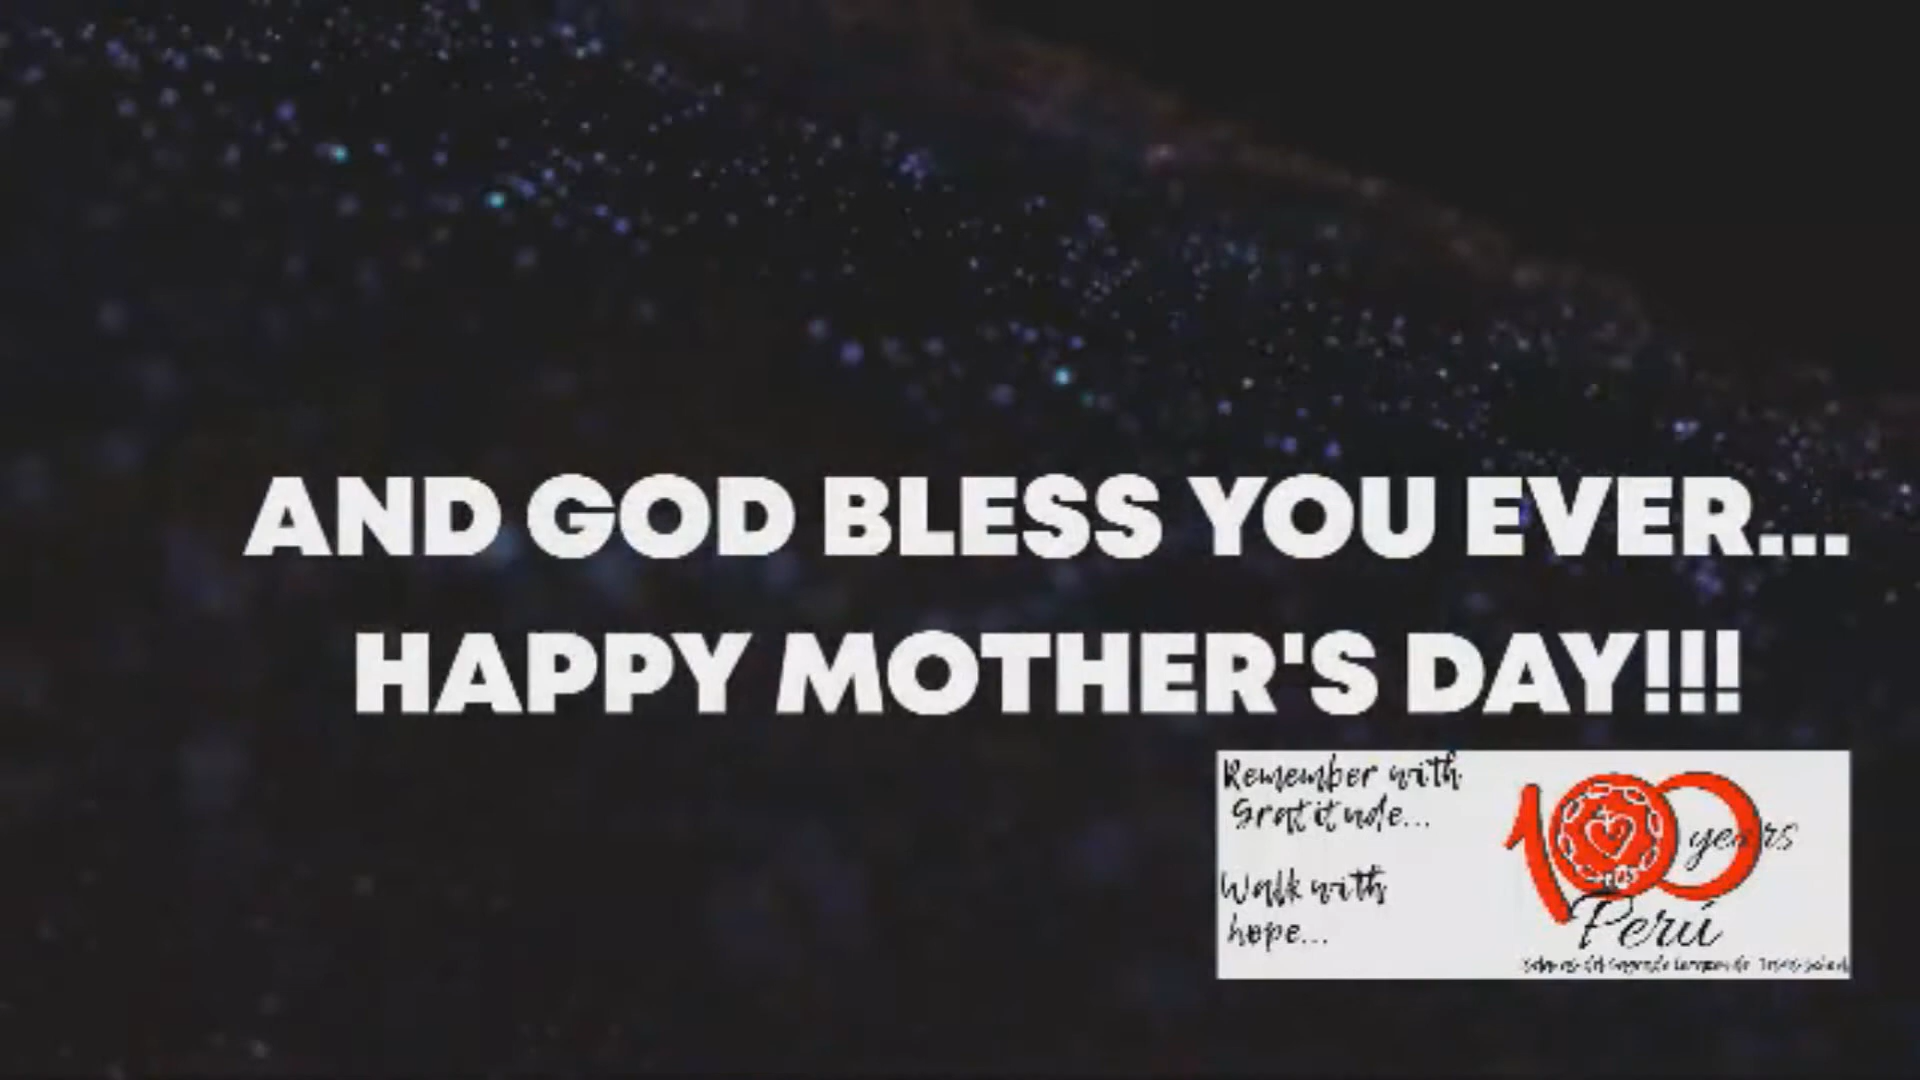 AND GOD BLESS YOU EVER...
HAPPY MOTHER'S DAY!!!
Remember with
Gratitude...
Walk with
hope...
100 years
Perú